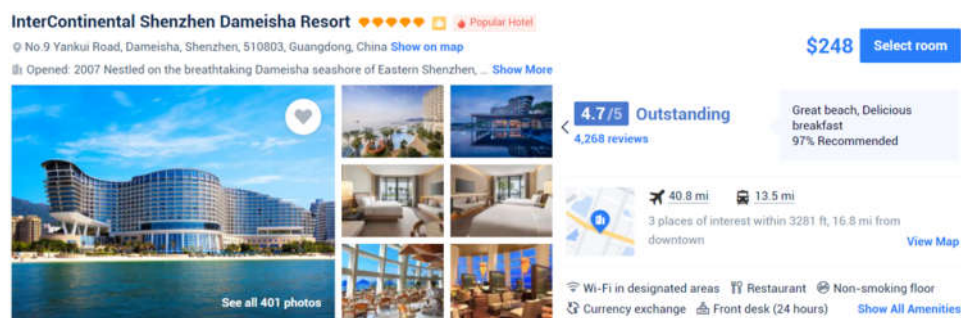 InterContinental Shenzhen Dameisha Resort
Popular Hotel
No.9 Yankui Road, Dameisha, Shenzhen, 510803, Guangdong, China Show on map
Opened: 2007 Nestled on the breathtaking Dameisha seashore of Eastern Shenzhen, ... Show More
See all 401 photos
$248 Select room
4.7/5 Outstanding
4,268 reviews
Great beach, Delicious
breakfast
97% Recommended
40.8 mi 13.5 mi
3 places of interest within 3281 ft, 16.8 mi from
downtown
View Map
Wi-Fi in designated areas Restaurant Non-smoking floor
Currency exchange Front desk (24 hours) Show All Amenities